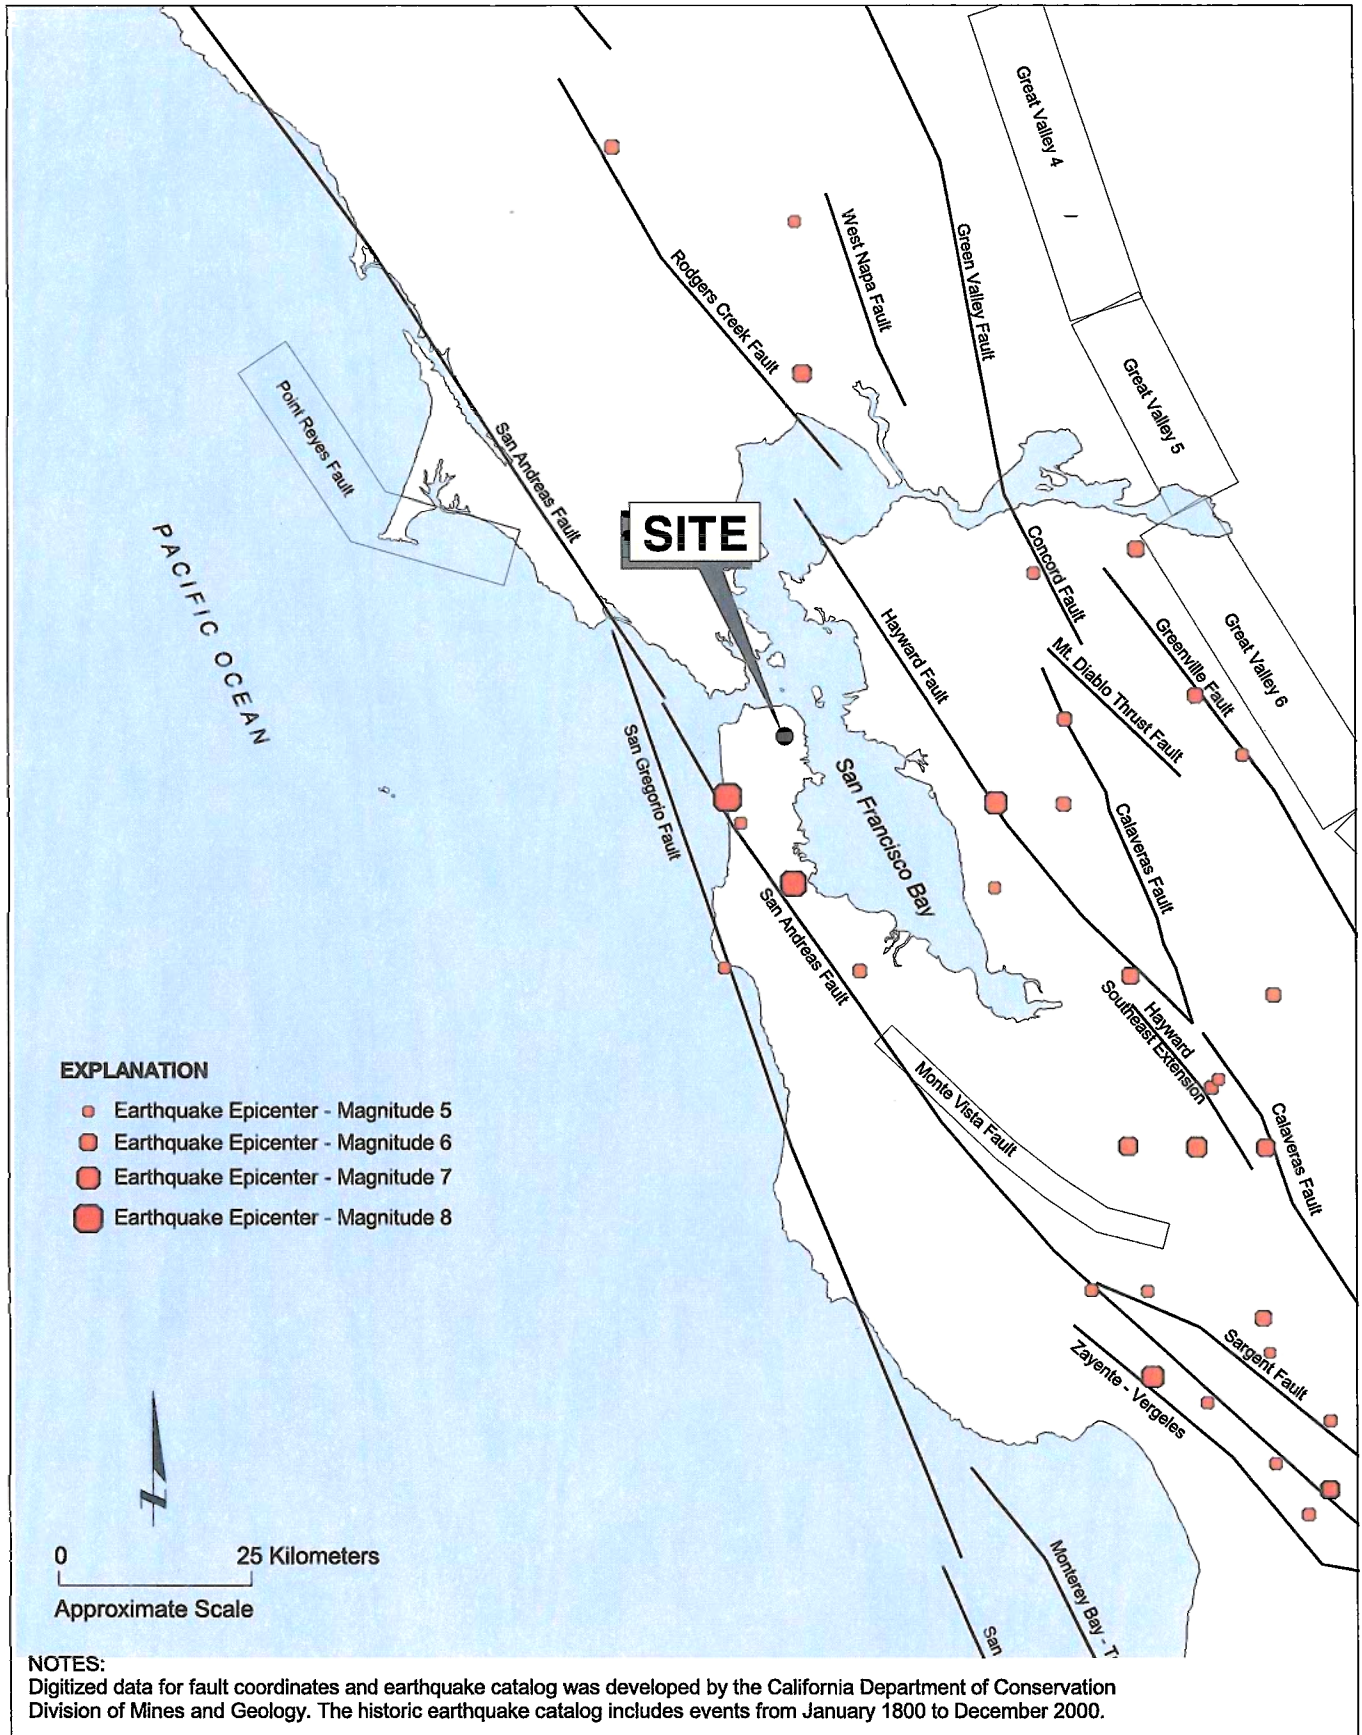 Great Valley 4
West Napa Fault
Green Valley Fault
Rodgers Creek Fault
Great Valley 5
Point Reyes Fault
San Andreas Fault
SITE
PACIFIC OCEAN
Concord Fault
Hayward Fault
Greenville Fault
Great Valley 6
Mt. Diablo Thrust Fault
San Gregorio Fault
San Francisco Bay
Calaveras Fault
San Andreas Fault
Hayward
Southeast Extension
Monte Vista Fault
Calaveras Fault
EXPLANATION
Earthquake Epicenter - Magnitude 5
Earthquake Epicenter - Magnitude 6
Earthquake Epicenter - Magnitude 7
Earthquake Epicenter - Magnitude 8
Sargent Fault
Zayente - Vergeles
0 25 Kilometers
Approximate Scale
Monterey Bay - T
San
NOTES:
Digitized data for fault coordinates and earthquake catalog was developed by the California Department of Conservation
Division of Mines and Geology. The historic earthquake catalog includes events from January 1800 to December 2000.